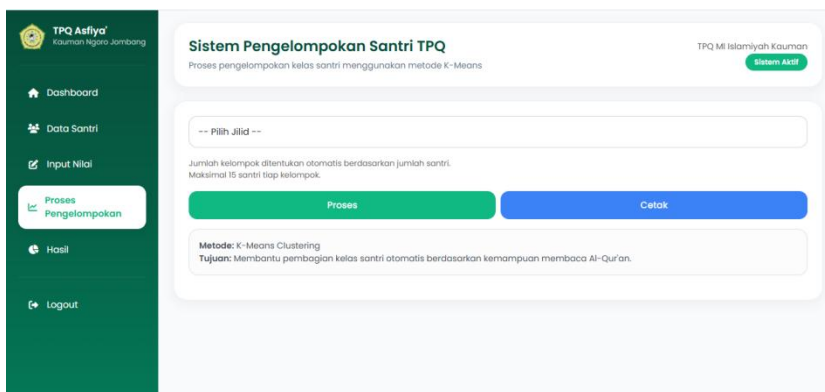 TPQ Asfiya'
Kauman Ngoro Jombang
Dashboard
Data Santri
Input Nilai
Proses
Pengelompokan
Hasil
Logout
Sistem Pengelompokan Santri TPQ
Proses pengelompokan kelas santri menggunakan metode K-Means
TPQ MI Islamiyah Kauman
Sistem Aktif
-- Pilih Jilid --
Jumlah kelompok ditentukan otomatis berdasarkan jumlah santri.
Maksimal 15 santri tiap kelompok.
Proses
Cetak
Metode: K-Means Clustering
Tujuan: Membantu pembagian kelas santri otomatis berdasarkan kemampuan membaca Al-Qur'an.